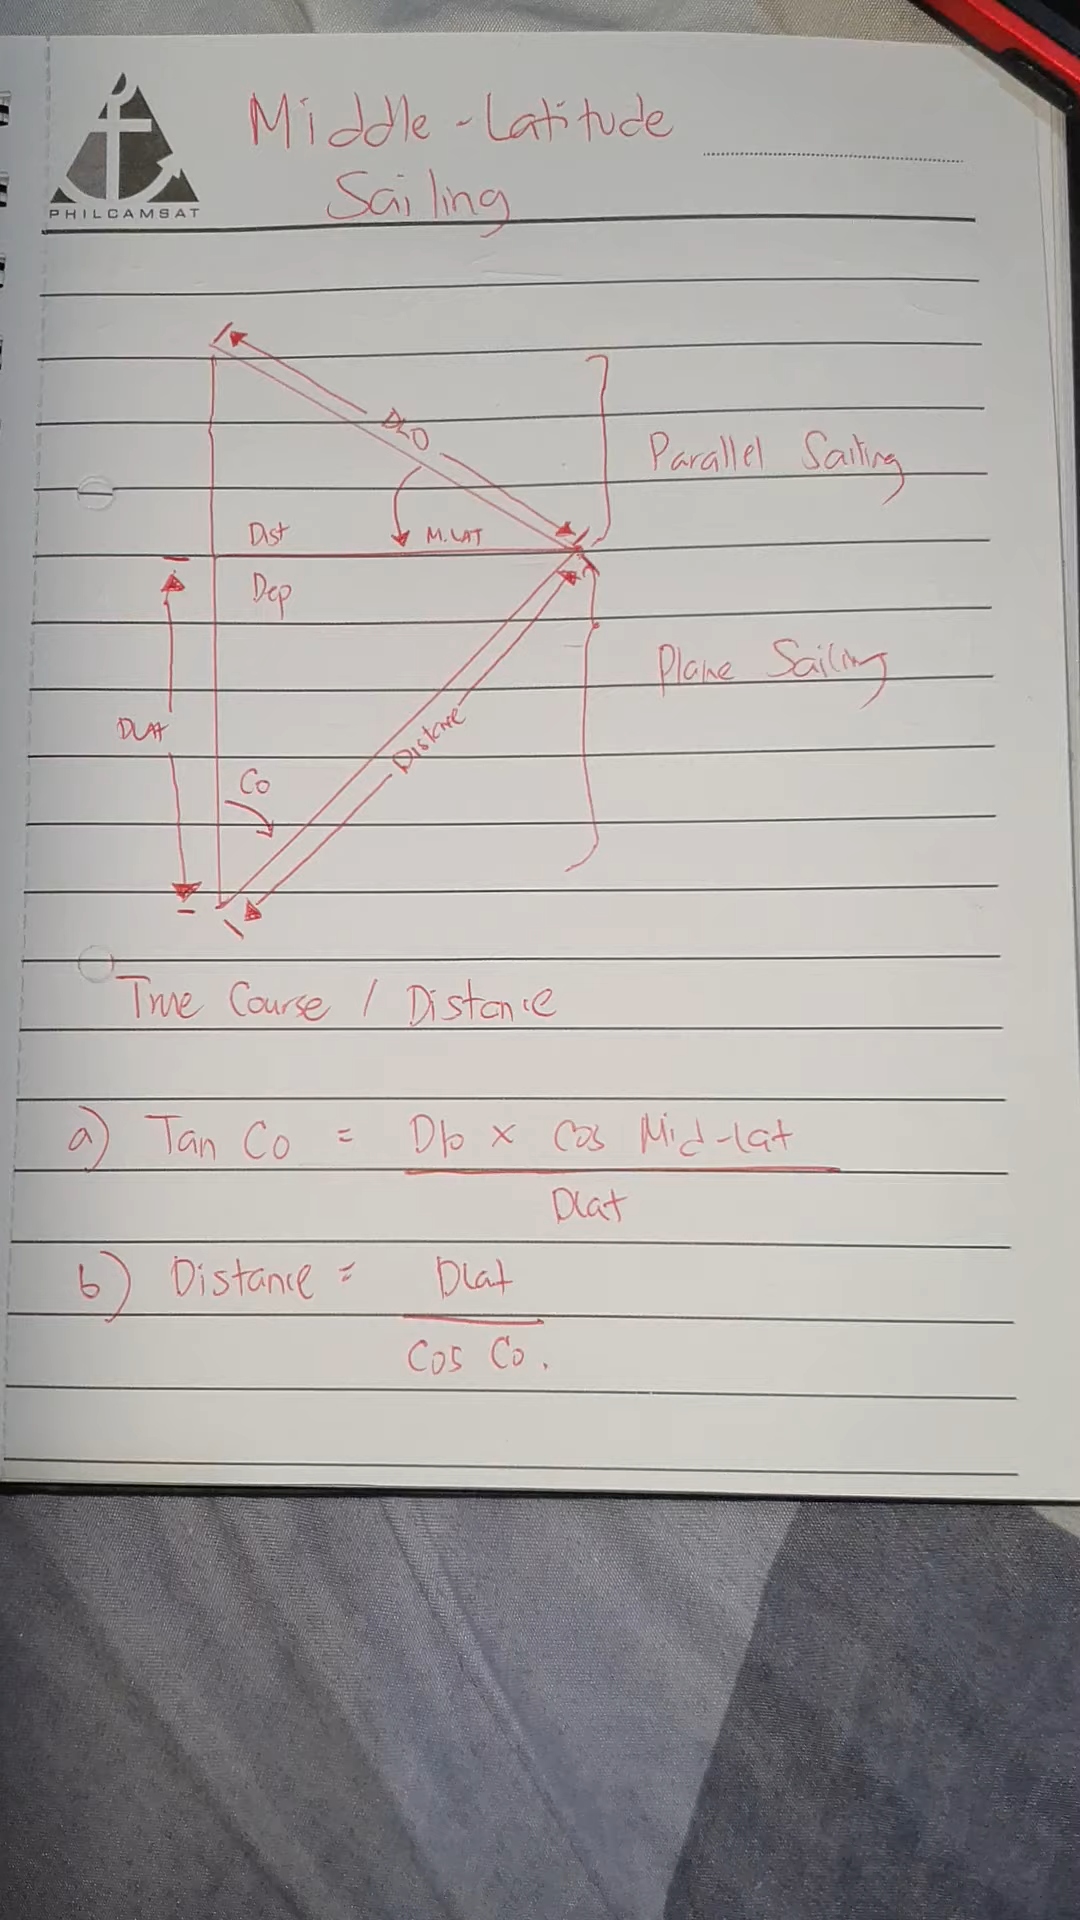 PHILCAMSAT
Middle-Latitude
Sailing
DLO
Parallel Sailing
Dist
M.LAT
Dep
Plane Sailing
DLAT
Distance
Co
True Course / Distance
a) Tan Co = Dlo x Cos Mid-lat
Dlat
b) Distance = Dlat
Cos Co.